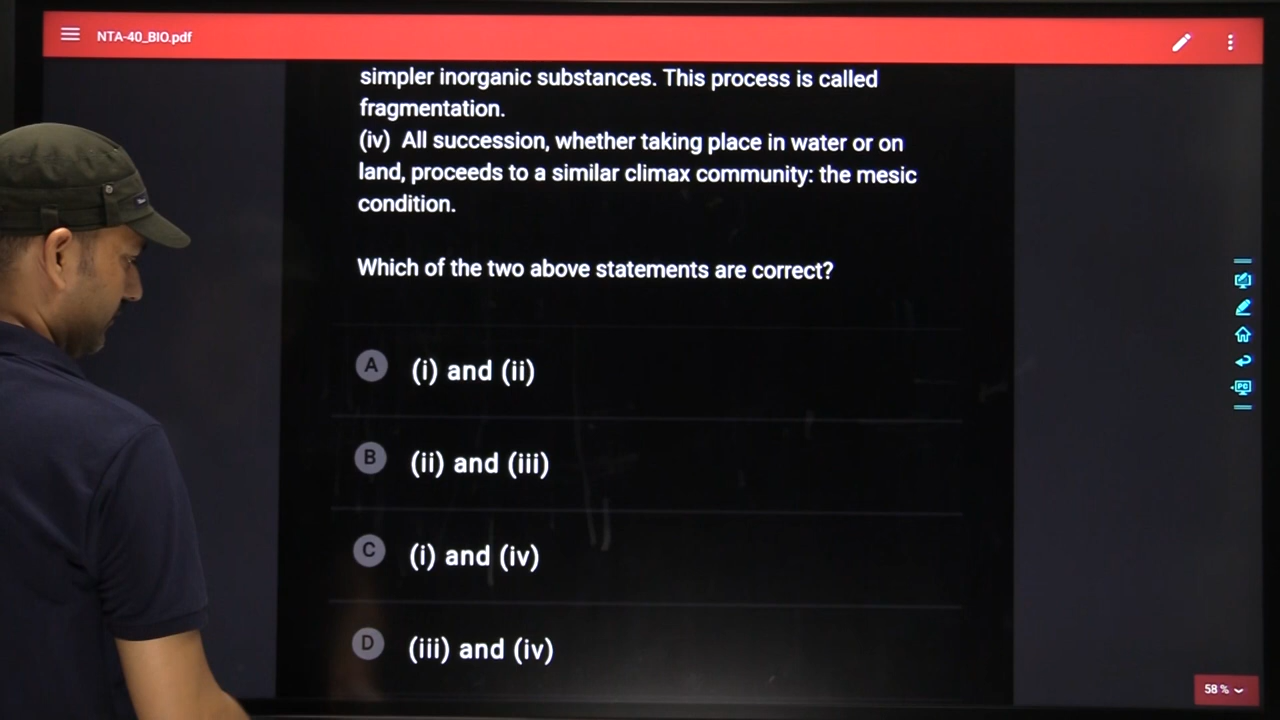 NTA-40_BIO.pdf
simpler inorganic substances. This process is called
fragmentation.
(iv) All succession, whether taking place in water or on
land, proceeds to a similar climax community: the mesic
condition.
Which of the two above statements are correct?
A (i) and (ii)
B (ii) and (iii)
C (i) and (iv)
D (iii) and (iv)
PC
58 %